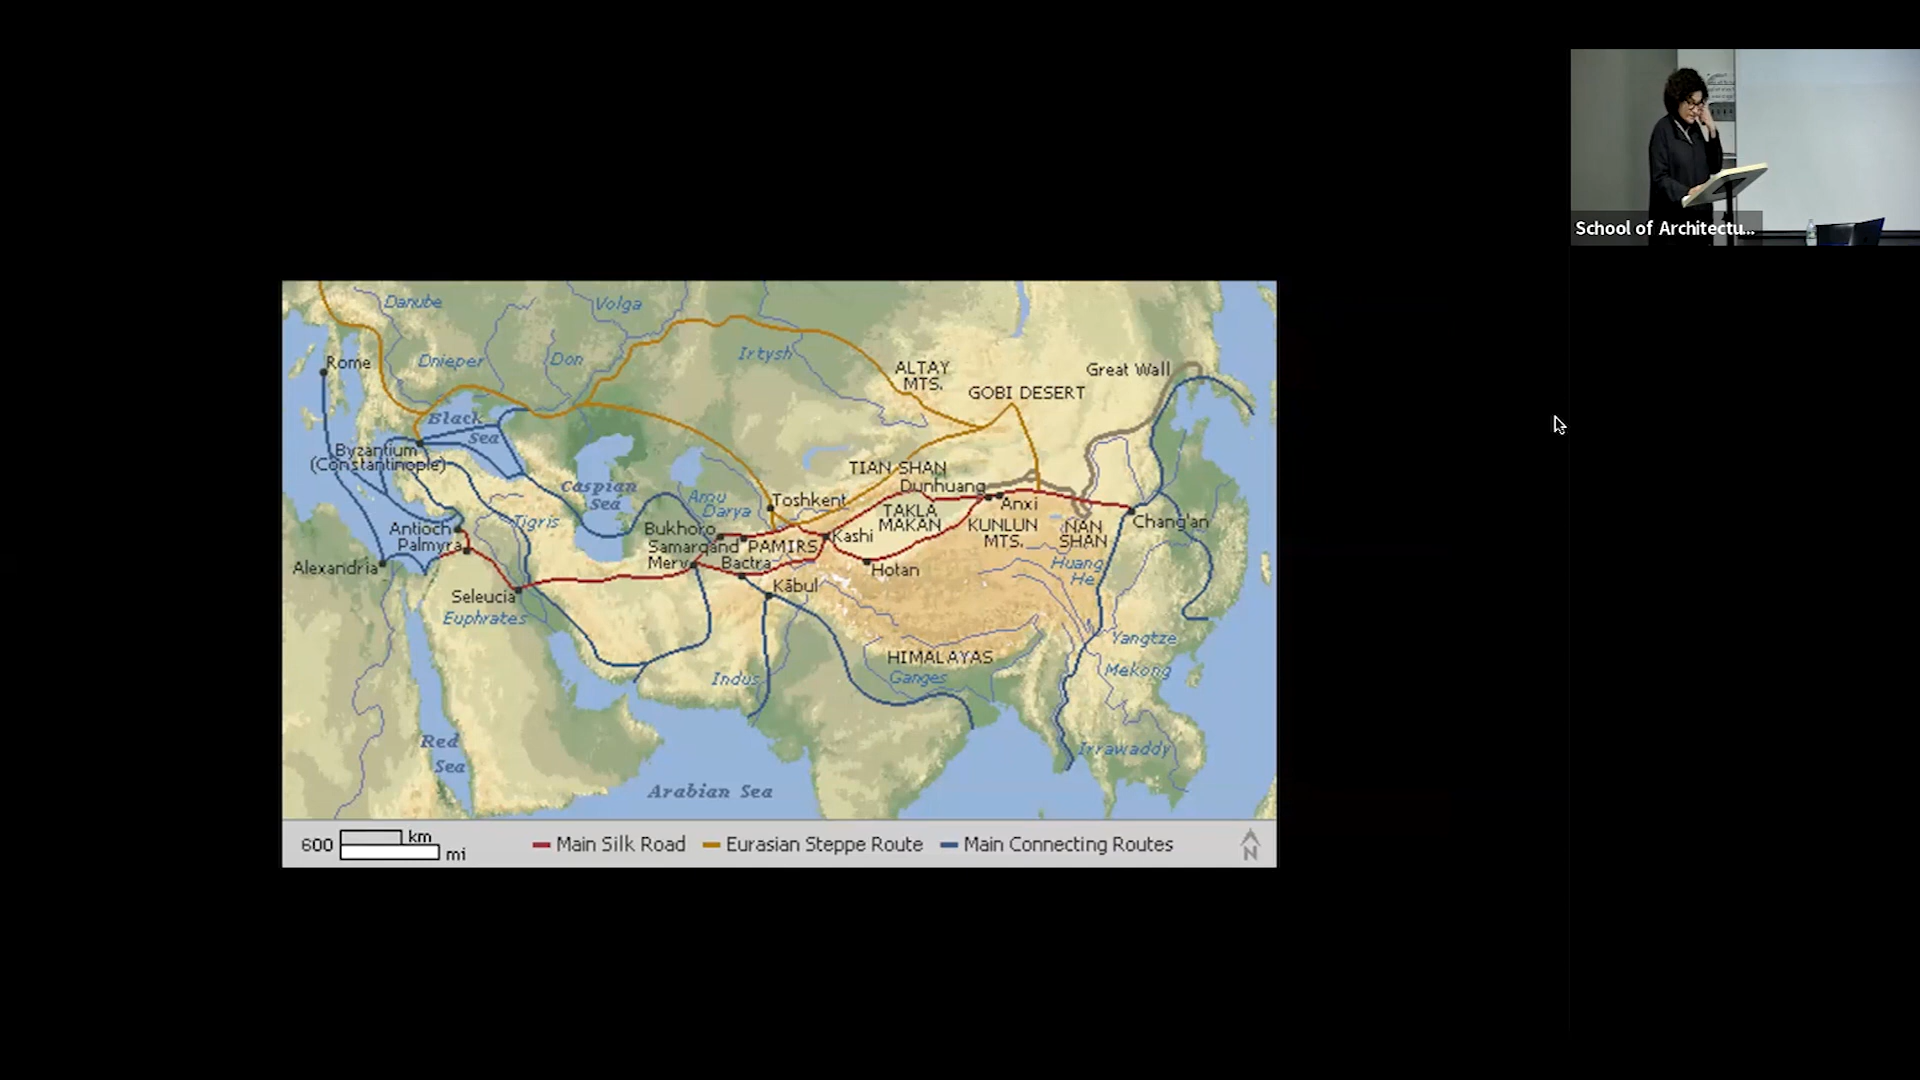 School of Architectu...
Danube
Volga
Rome
Dnieper
Don
Irtysh
ALTAY
MTS.
Great Wall
GOBI DESERT
Black
Sea
Byzantium
(Constantinople)
TIAN SHAN
Caspian
Sea
Dunhuang
Amu
Darya
Toshkent
Anxi
TAKLA
MAKAN
Antioch
Tigris
Bukhoro
KUNLUN
MTS.
NAN
SHAN
Chang'an
Palmyra
Samarqand
PAMIRS
Kashi
Alexandria
Merv
Bactra
Hotan
Huang
He
Kābul
Seleucia
Euphrates
Yangtze
HIMALAYAS
Indus
Ganges
Mekong
Red
Sea
Irrawaddy
Arabian Sea
600
km
mi
Main Silk Road
Eurasian Steppe Route
Main Connecting Routes
N